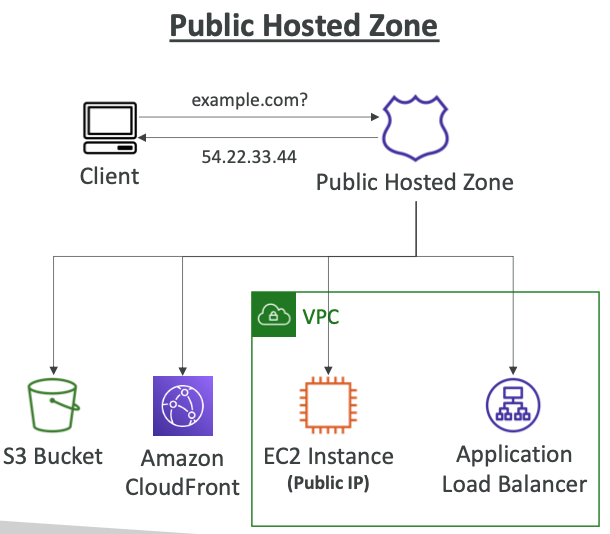 Public Hosted Zone
example.com?
54.22.33.44
Client
Public Hosted Zone
VPC
S3 Bucket
Amazon
CloudFront
EC2 Instance
(Public IP)
Application
Load Balancer